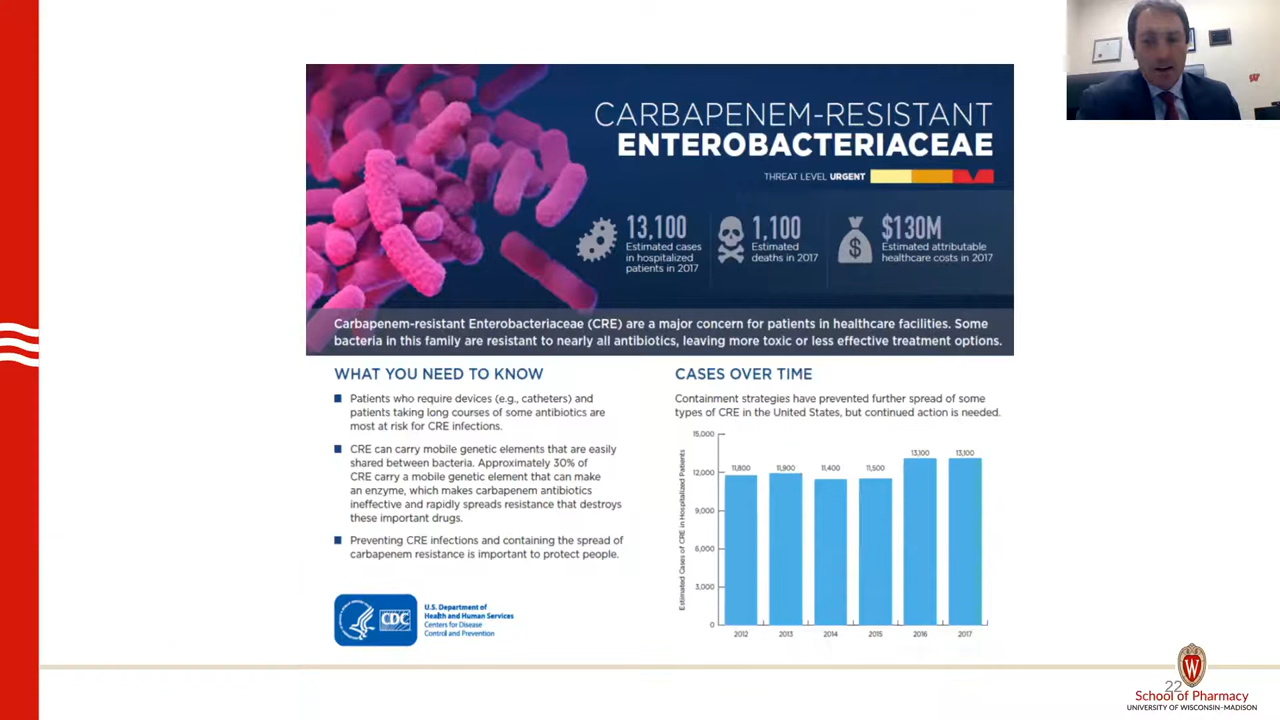 CARBAPENEM-RESISTANT
ENTEROBACTERIACEAE
THREAT LEVEL URGENT
13,100
Estimated cases
in hospitalized
patients in 2017
1,100
Estimated
deaths in 2017
$
$130M
Estimated attributable
healthcare costs in 2017
Carbapenem-resistant Enterobacteriaceae (CRE) are a major concern for patients in healthcare facilities. Some
bacteria in this family are resistant to nearly all antibiotics, leaving more toxic or less effective treatment options.
WHAT YOU NEED TO KNOW
Patients who require devices (e.g., catheters) and
patients taking long courses of some antibiotics are
most at risk for CRE infections.
CRE can carry mobile genetic elements that are easily
shared between bacteria. Approximately 30% of
CRE carry a mobile genetic element that can make
an enzyme, which makes carbapenem antibiotics
ineffective and rapidly spreads resistance that destroys
these important drugs.
Preventing CRE infections and containing the spread of
carbapenem resistance is important to protect people.
CDC
U.S. Department of
Health and Human Services
Centers for Disease
Control and Prevention
CASES OVER TIME
Containment strategies have prevented further spread of some
types of CRE in the United States, but continued action is needed.
Estimated Cases of CRE in Hospitalized Patients
15,000
12,000
9,000
6,000
3,000
0
11,800
11,900
11,400
11,500
13,100
13,100
2012
2013
2014
2015
2016
2017
W
W
22
School of Pharmacy
UNIVERSITY OF WISCONSIN-MADISON